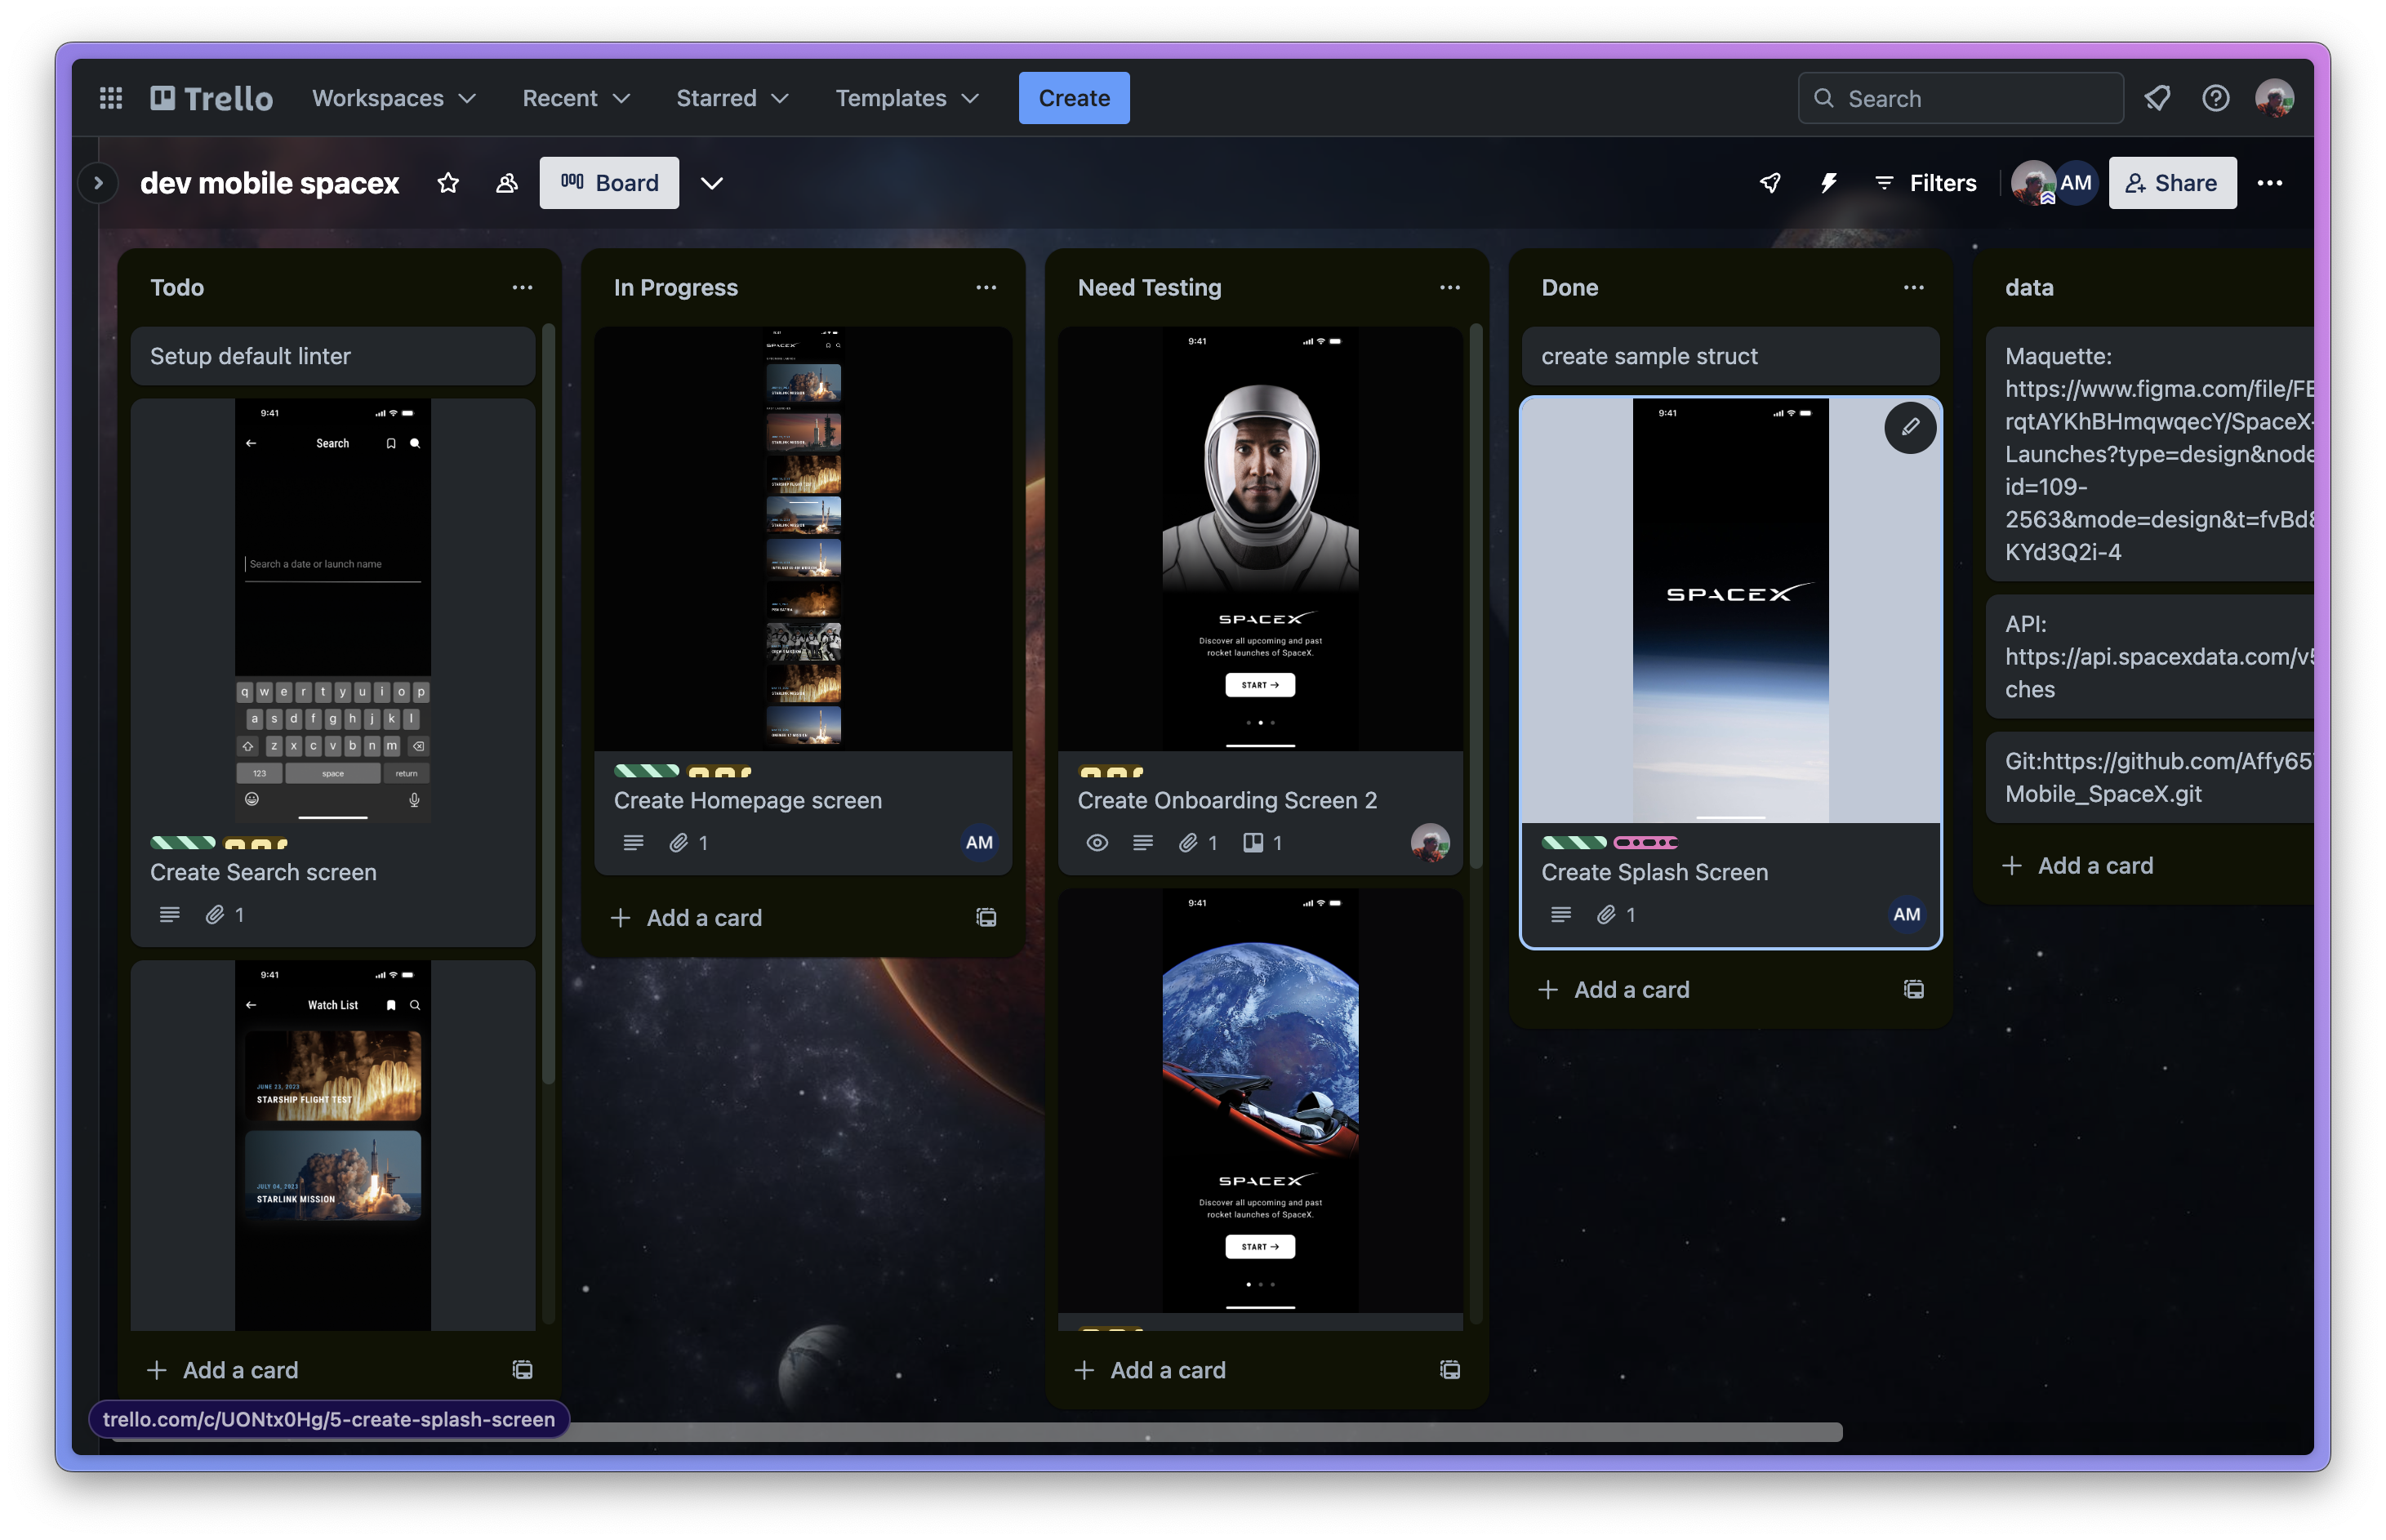 Trello
Workspaces
Recent
Starred
Templates
Create
Search
dev mobile spacex
Board
Filters
AM
Share
Todo
Setup default linter
9:41
Search
Search a date or launch name
q w e r t y u i o p
a s d f g h j k l
z x c v b n m
123 space return
Create Search screen
1
9:41
Watch List
JUNE 23, 2023
STARSHIP FLIGHT TEST
JULY 04, 2023
STARLINK MISSION
Add a card
In Progress
SPACEX
STARLINK MISSION
Create Homepage screen
1
AM
Add a card
Need Testing
9:41
SPACEX
Discover all upcoming and past
rocket launches of SpaceX.
START →
Create Onboarding Screen 2
1
1
9:41
SPACEX
Discover all upcoming and past
rocket launches of SpaceX.
START →
Add a card
Done
create sample struct
9:41
SPACEX
Create Splash Screen
1
AM
Add a card
data
Maquette:
https://www.figma.com/file/FE
rqtAYKhBHmqwqecY/SpaceX-
Launches?type=design&node
id=109-
2563&mode=design&t=fvBd8
KYd3Q2i-4
API:
https://api.spacexdata.com/v5
ches
Git:https://github.com/Affy65
Mobile_SpaceX.git
Add a card
trello.com/c/UONtx0Hg/5-create-splash-screen